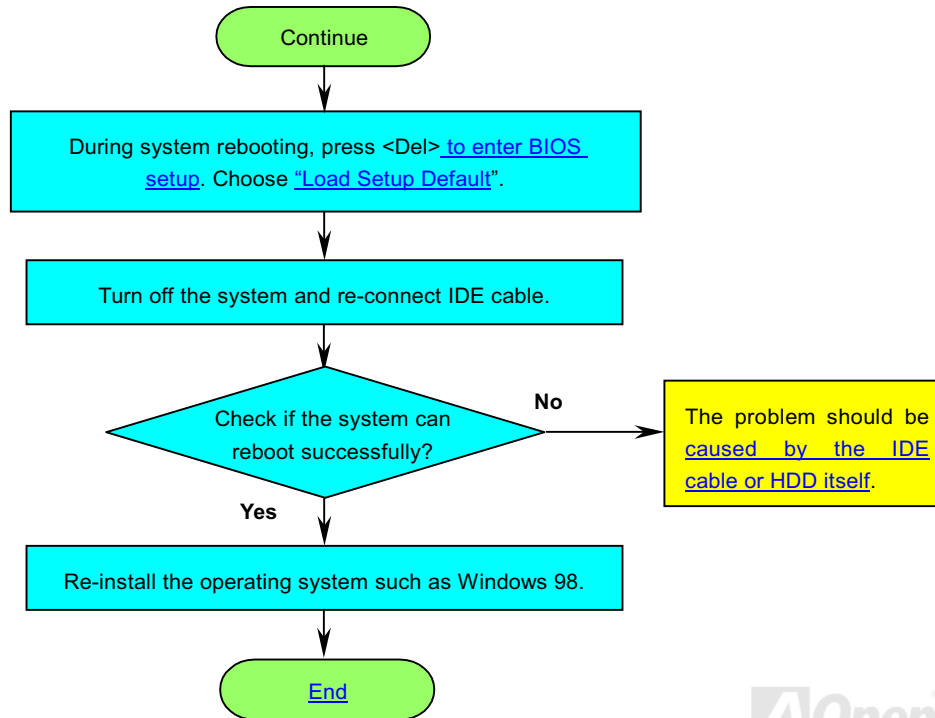 Continue
During system rebooting, press <Del> to enter BIOS
setup. Choose “Load Setup Default”.
Turn off the system and re-connect IDE cable.
Check if the system can
reboot successfully?
No
The problem should be
caused by the IDE
cable or HDD itself.
Yes
Re-install the operating system such as Windows 98.
End
AOpen